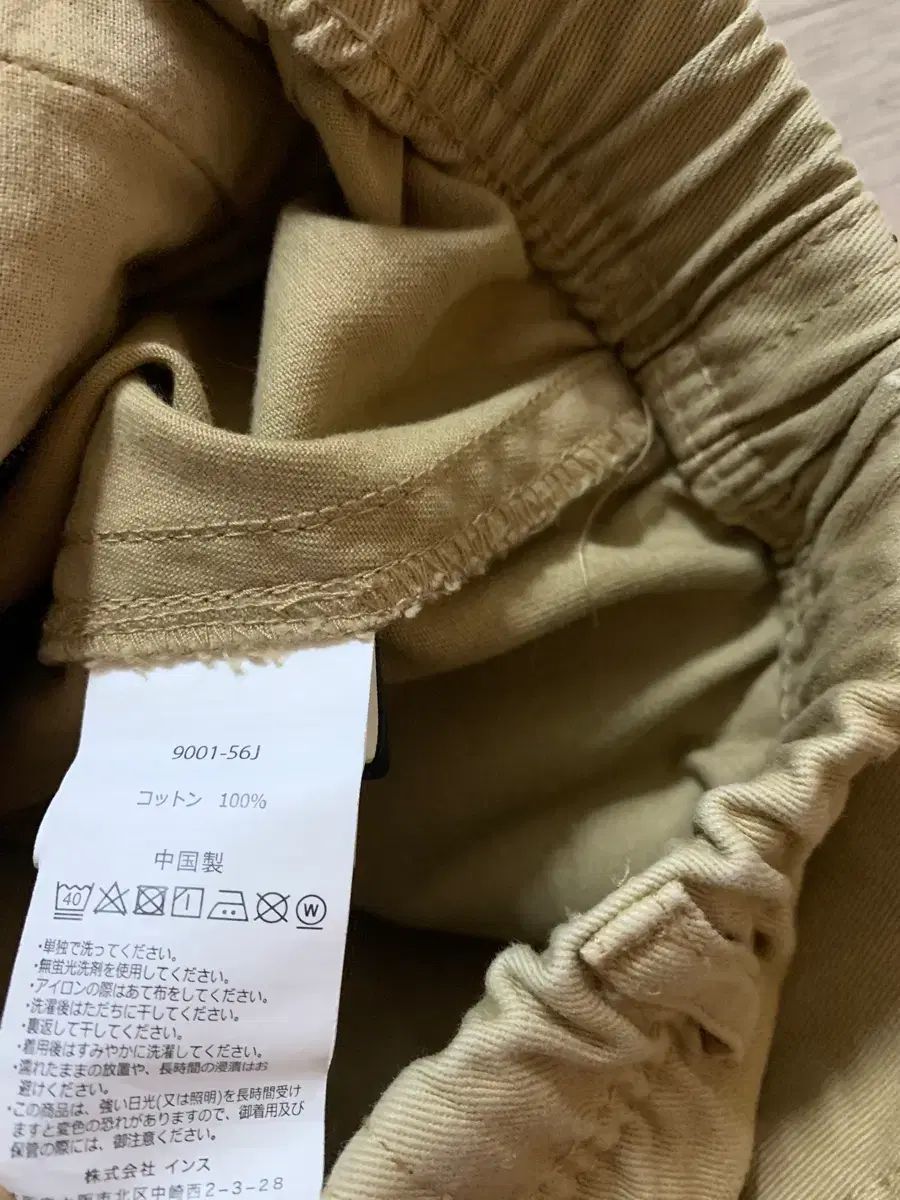 9001-56J
コットン 100%
中国製
40 W
・単独で洗ってください。
・無蛍光洗剤を使用してください。
・アイロンの際はあて布をしてください。
・洗濯後はただちに干してください。
・裏返して干してください。
・着用後はすみやかに洗濯してください。
・濡れたままの放置や、長時間の浸漬はお
避けください。
・この商品は、強い日光(又は照明)を長時間受け
ますと変色の恐れがありますので、御着用及び
保管の際には、御注意ください。
株式会社 インス
大阪市北区中崎西2-3-28